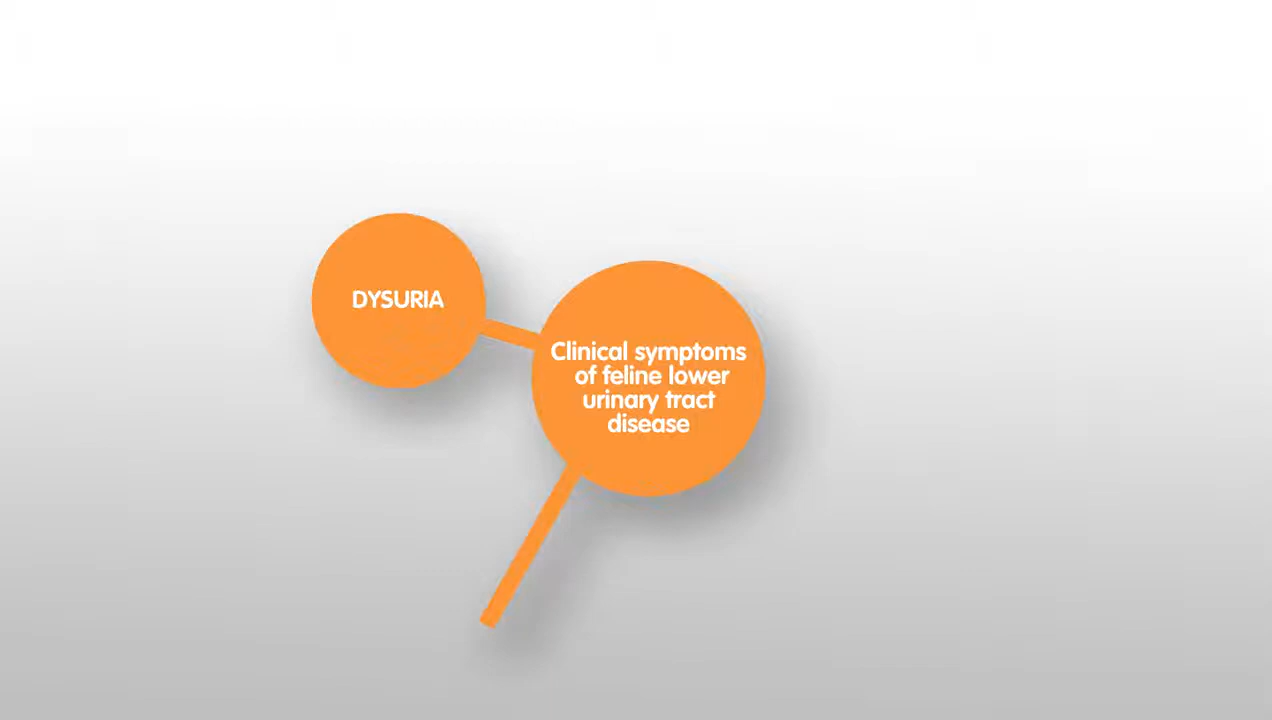 DYSURIA
Clinical symptoms
of feline lower
urinary tract
disease